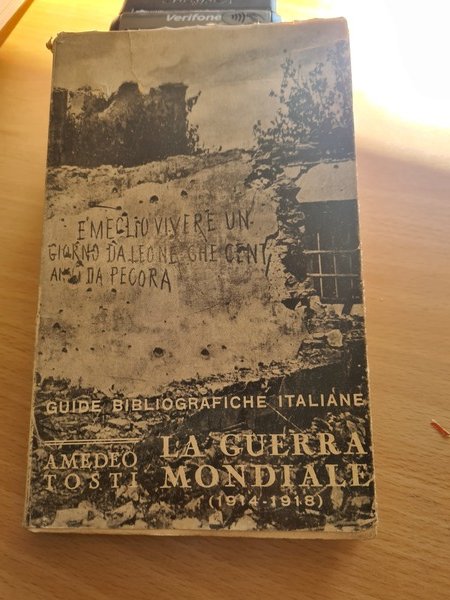 Verifone
E MEGLIO VIVERE UN
GIORNO DA LEONE CHE CENT
ANNI DA PECORA
GUIDE BIBLIOGRAFICHE ITALIANE
AMEDEO
TOSTI
LA GUERRA
MONDIALE
(1914-1918)